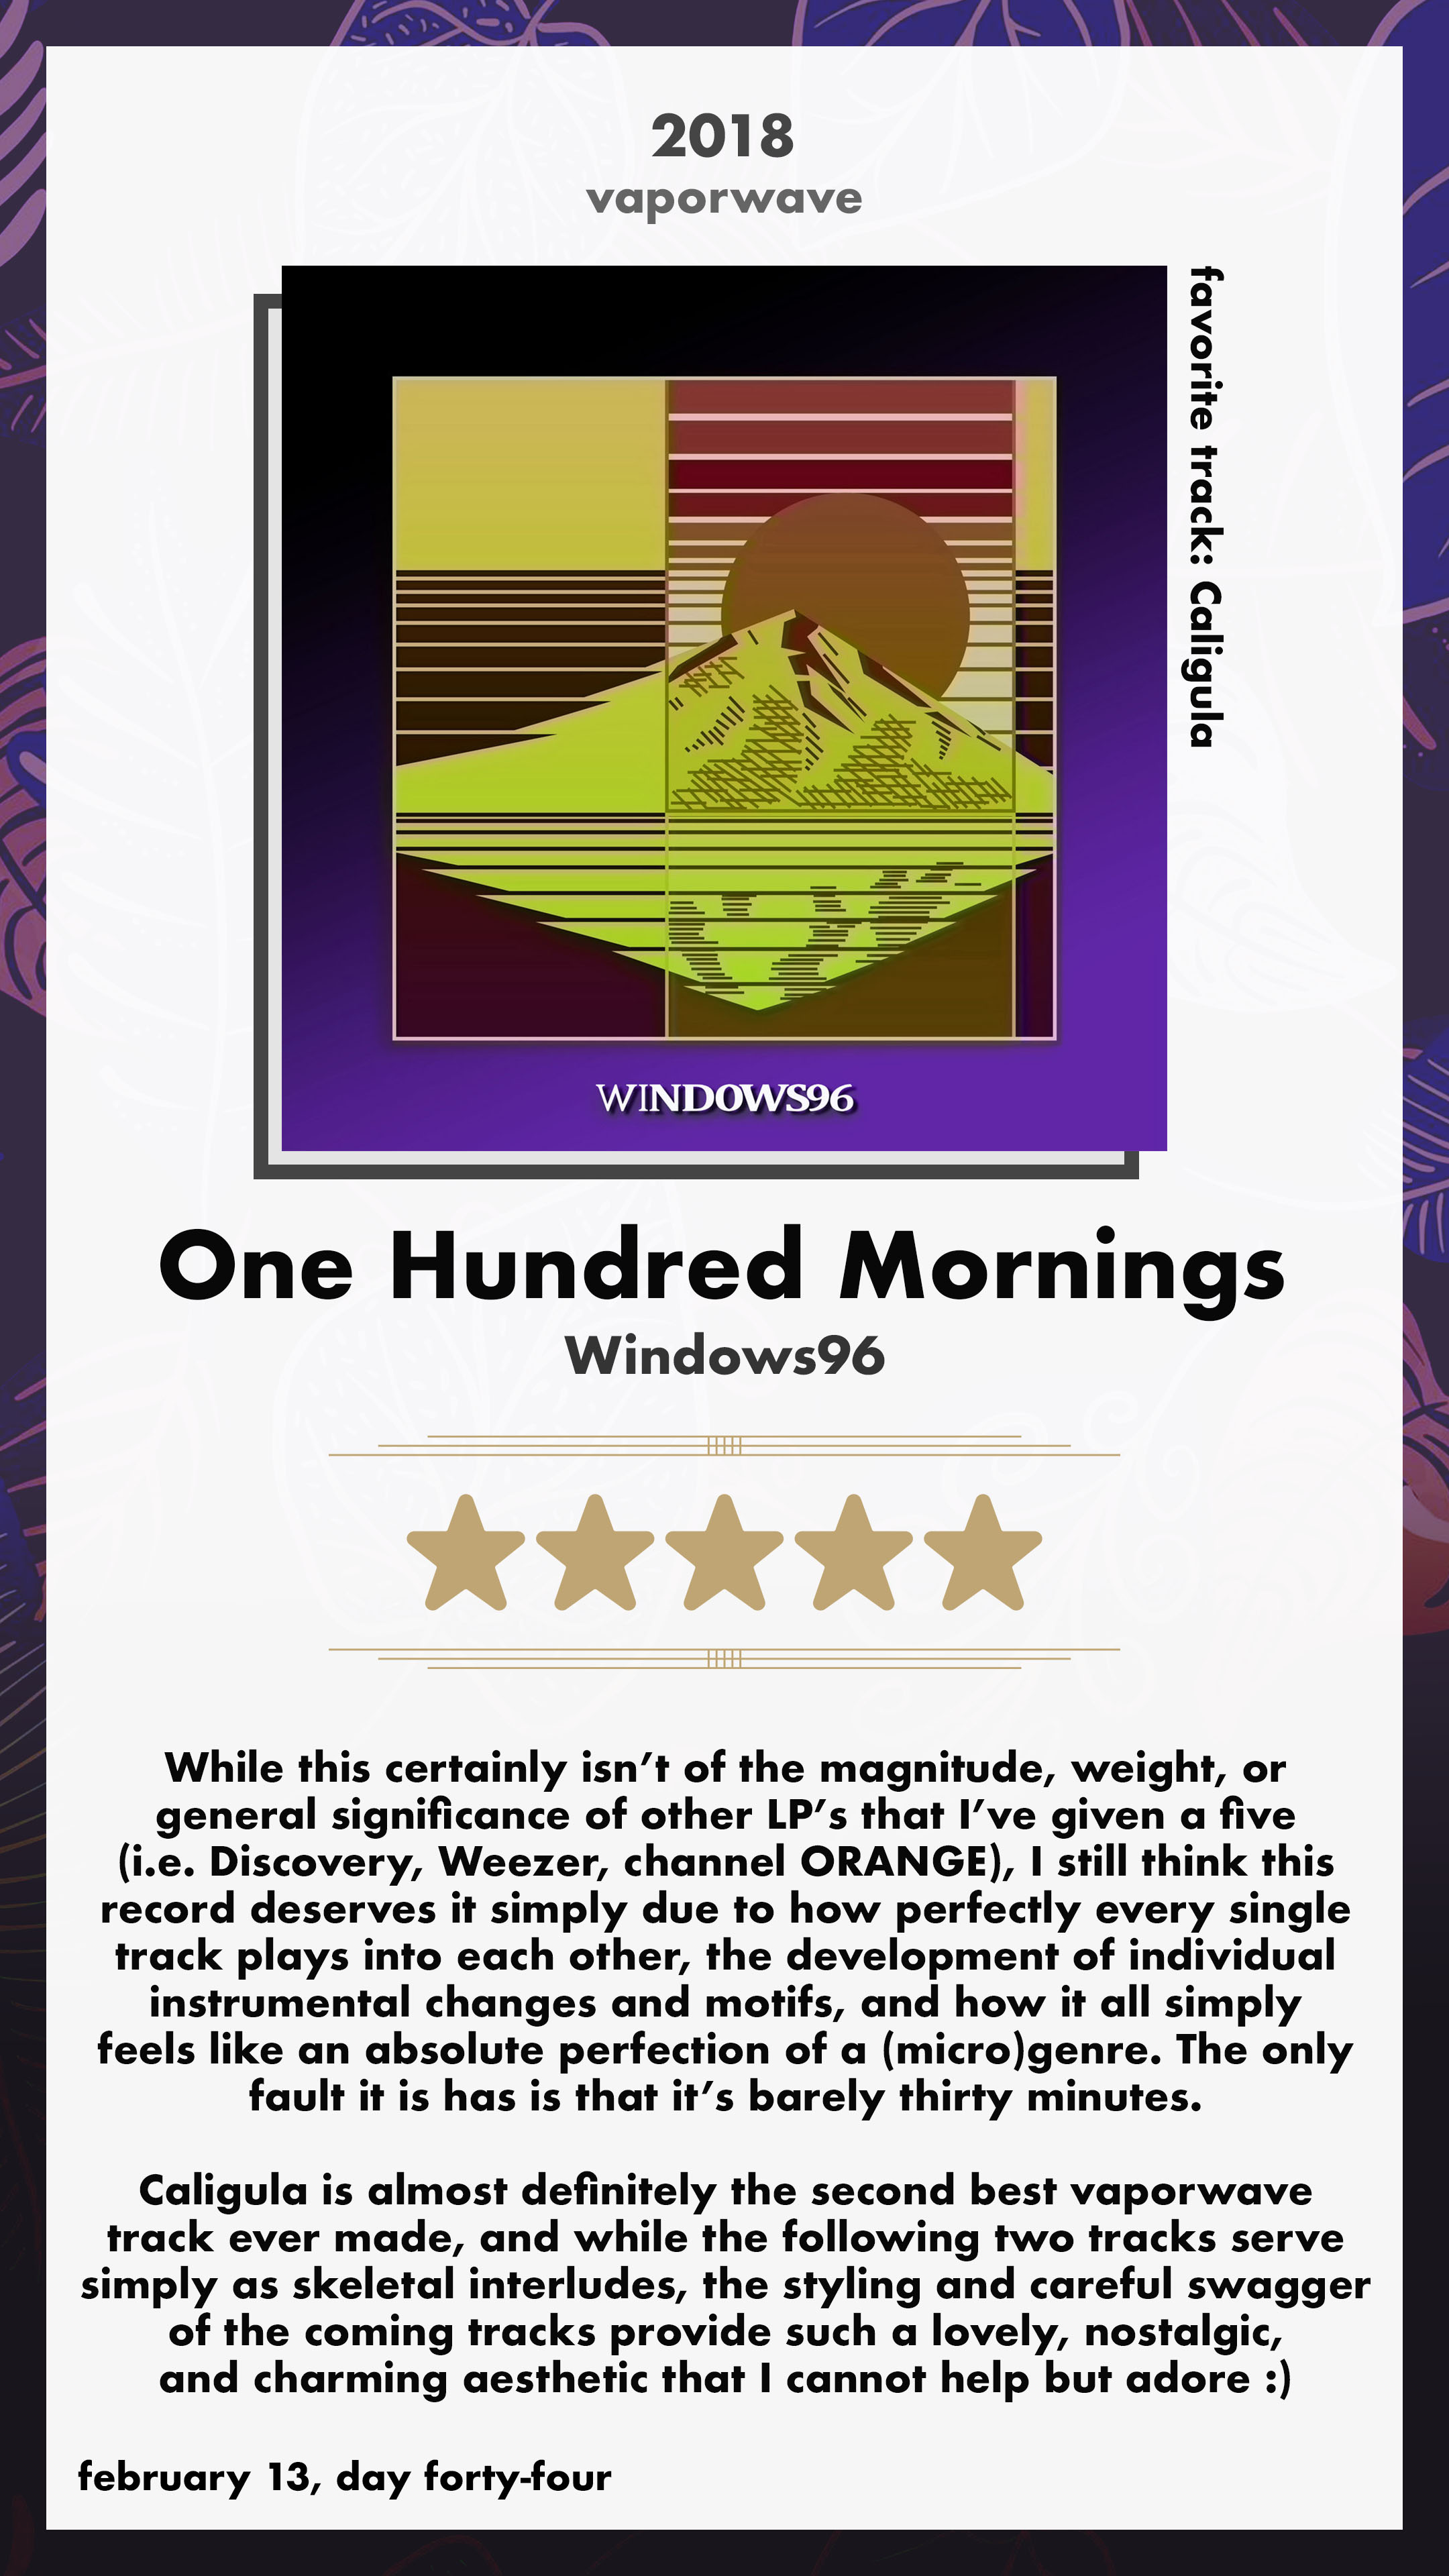 2018
vaporwave
favorite track: Caligula
WINDOWS96
One Hundred Mornings
Windows96
While this certainly isn’t of the magnitude, weight, or
general significance of other LP’s that I’ve given a five
(i.e. Discovery, Weezer, channel ORANGE), I still think this
record deserves it simply due to how perfectly every single
track plays into each other, the development of individual
instrumental changes and motifs, and how it all simply
feels like an absolute perfection of a (micro)genre. The only
fault it is has is that it’s barely thirty minutes.
Caligula is almost definitely the second best vaporwave
track ever made, and while the following two tracks serve
simply as skeletal interludes, the styling and careful swagger
of the coming tracks provide such a lovely, nostalgic,
and charming aesthetic that I cannot help but adore :)
february 13, day forty-four